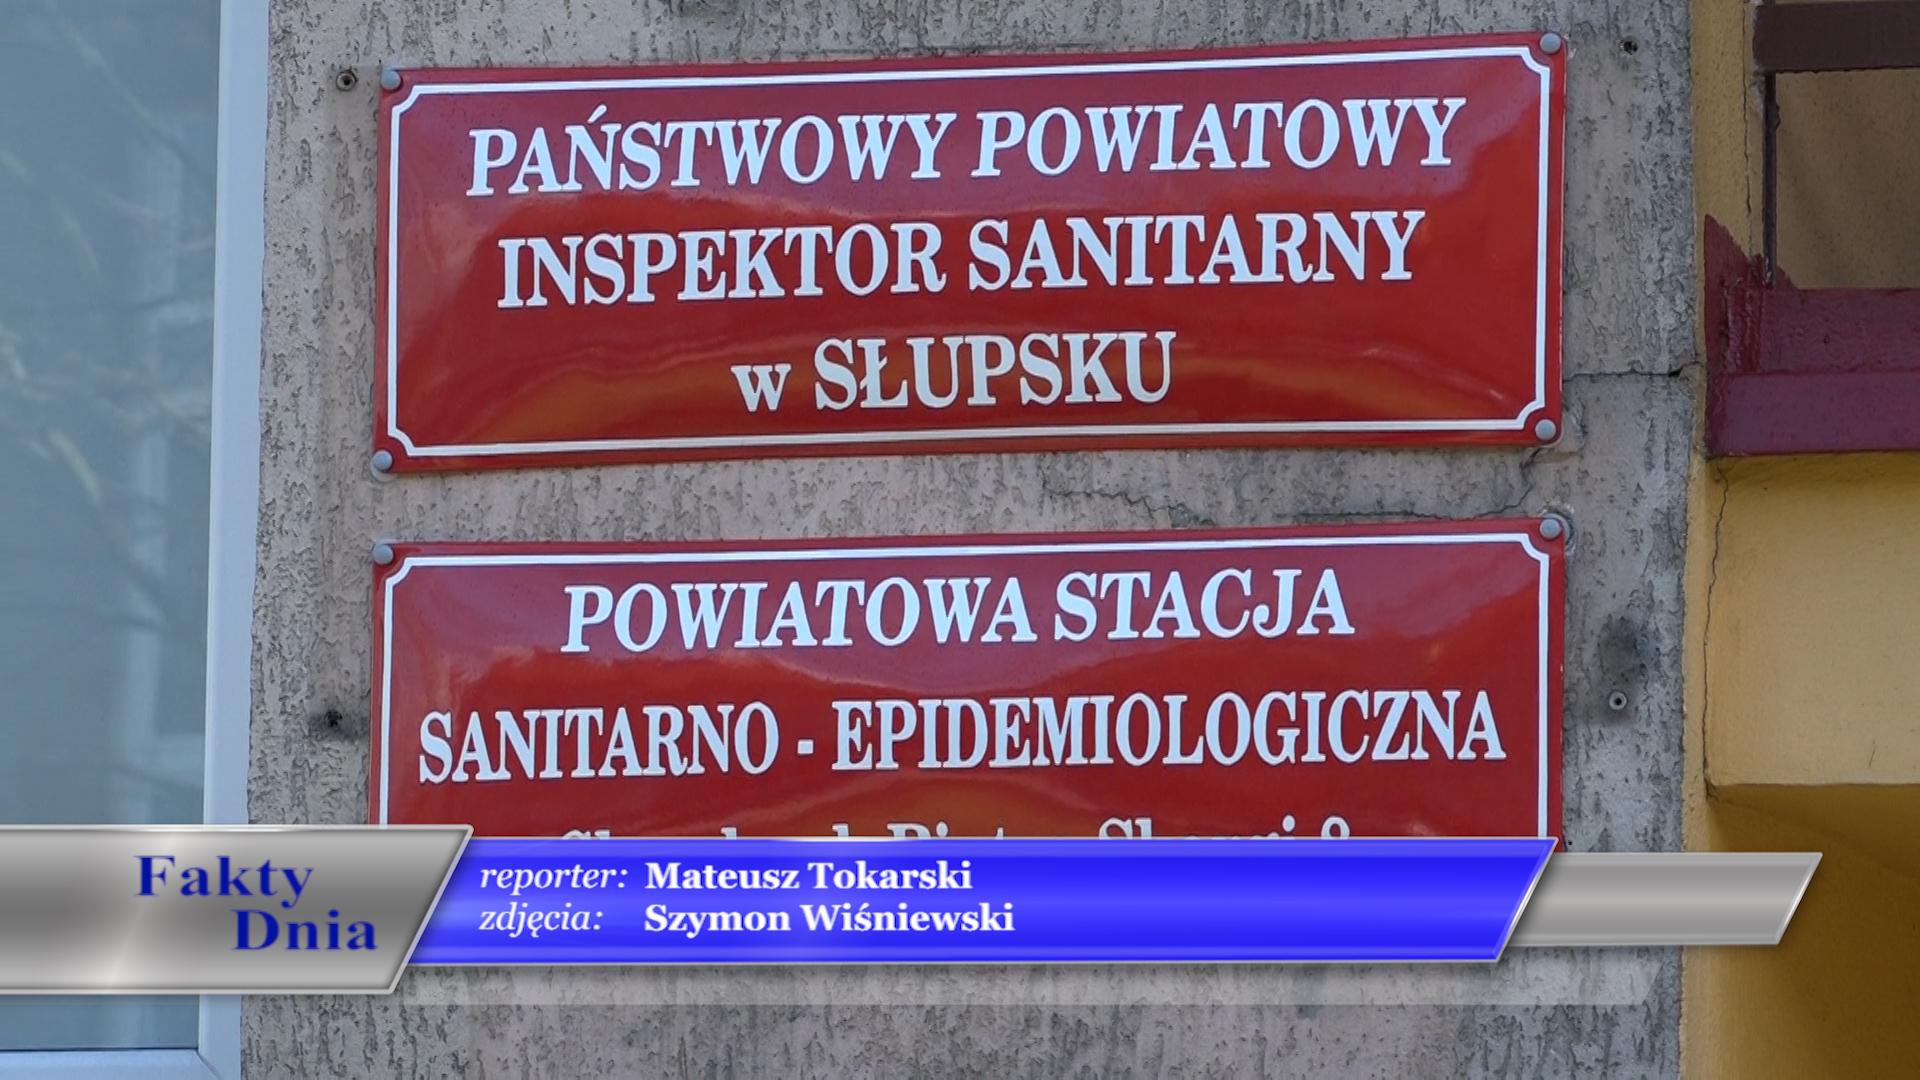 PAŃSTWOWY POWIATOWY
INSPEKTOR SANITARNY
w SŁUPSKU
POWIATOWA STACJA
SANITARNO - EPIDEMIOLOGICZNA
Fakty
Dnia
reporter: Mateusz Tokarski
zdjęcia: Szymon Wiśniewski